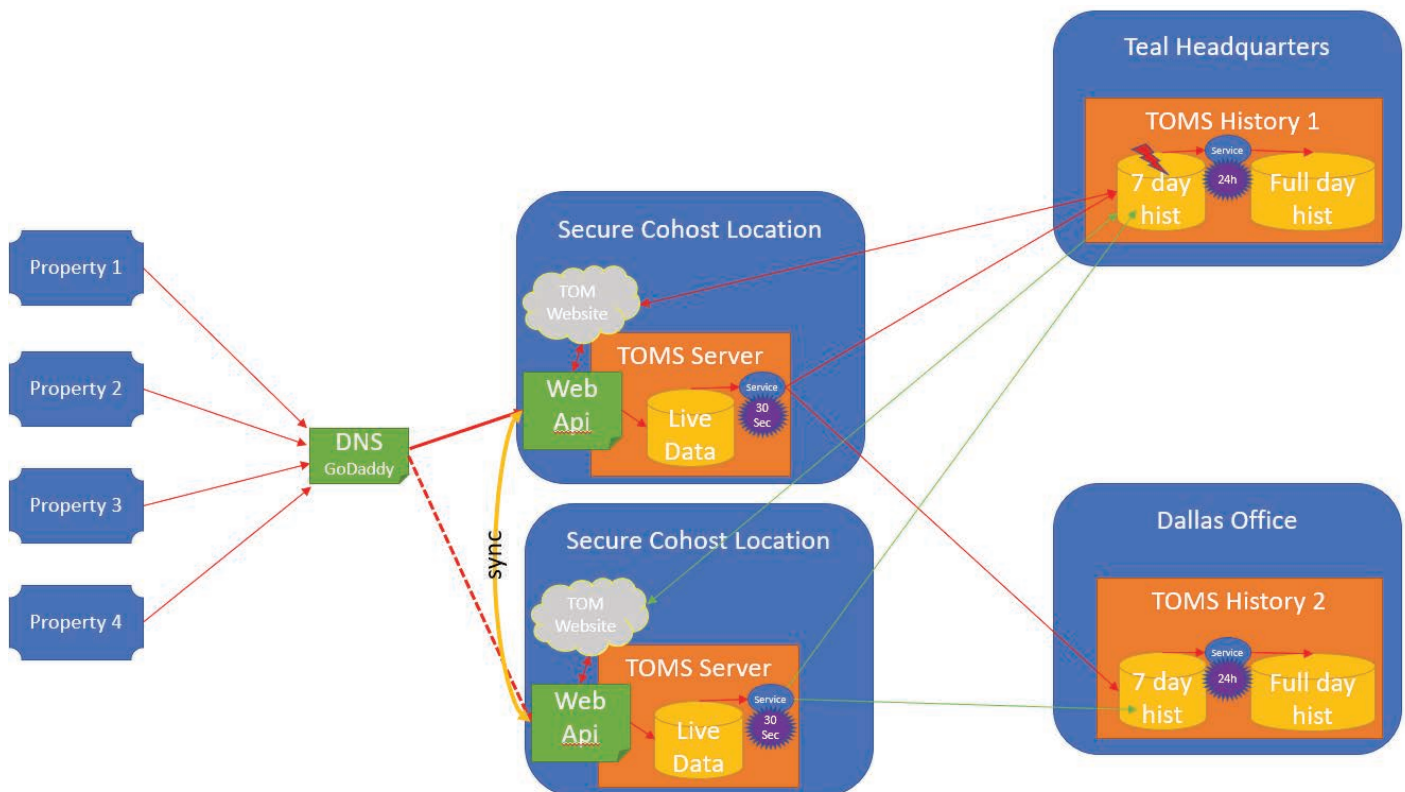 Property 1
Property 2
Property 3
Property 4
DNS
GoDaddy
sync
Secure Cohost Location
TOM
Website
TOMS Server
Web
Api
Live
Data
Service
30
Sec
Secure Cohost Location
TOM
Website
TOMS Server
Web
Api
Live
Data
Service
30
Sec
Teal Headquarters
TOMS History 1
Service
24h
7 day
hist
Full day
hist
Dallas Office
TOMS History 2
Service
24h
7 day
hist
Full day
hist